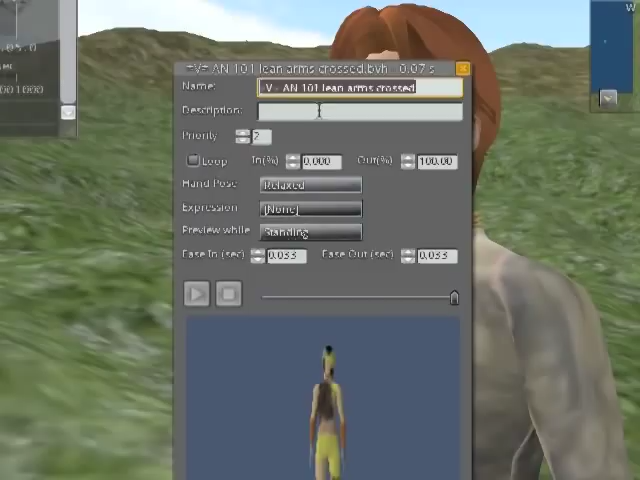 =V= AN 101 lean arms crossed.bvh - 0.07 s
Name: =V= AN 101 lean arms crossed
Description:
Priority 2
Loop In(%) 0.000 Out(%) 100.00
Hand Pose Relaxed
Expression [None]
Preview while Standing
Ease In (sec) 0.033 Ease Out (sec) 0.033
W